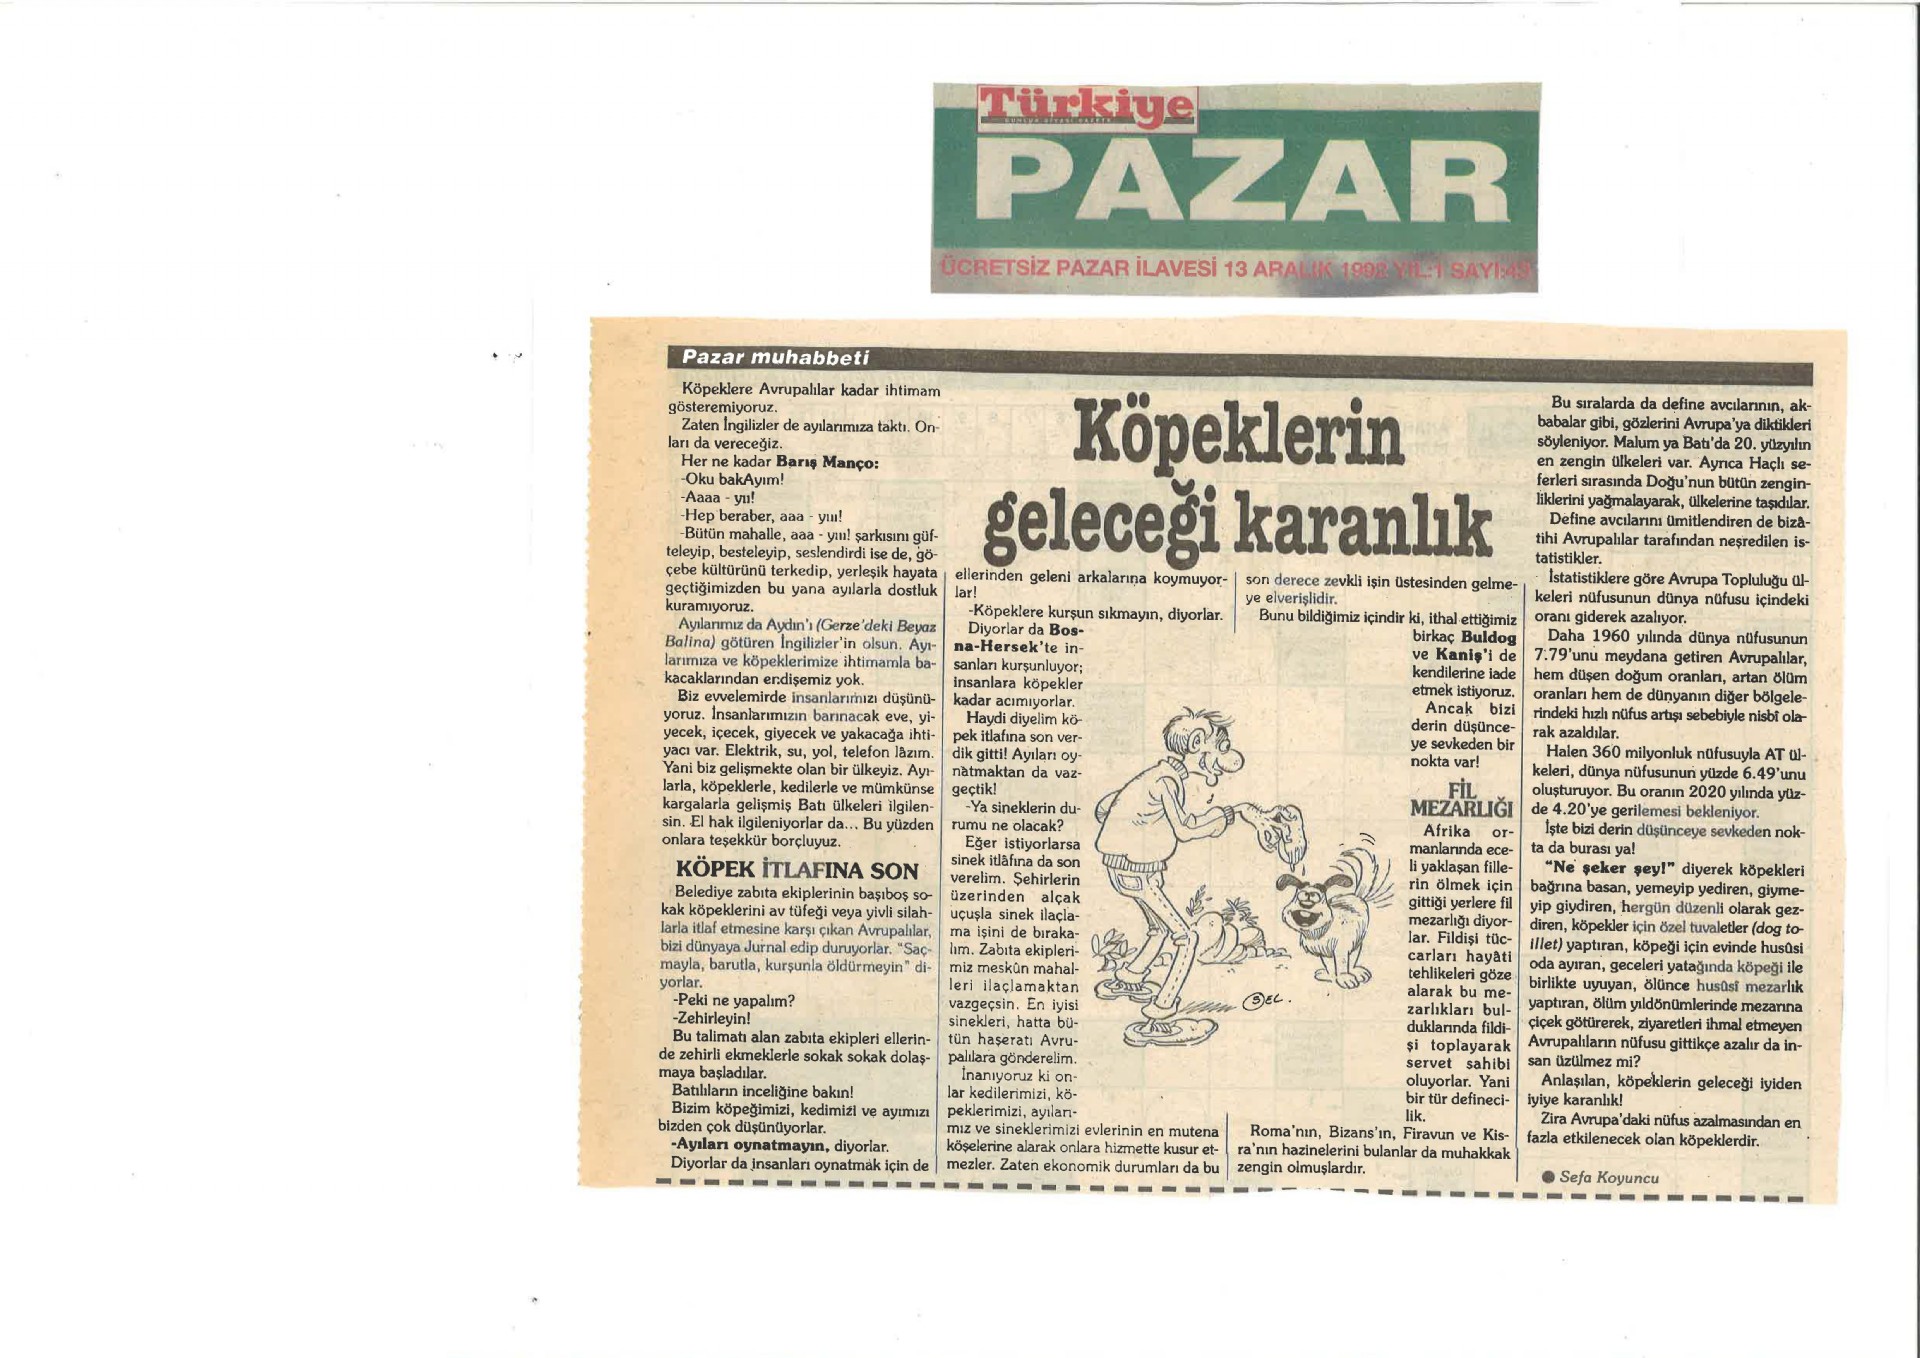 Türkiye
GÜNLÜK SİYASİ GAZETE
PAZAR
ÜCRETSİZ PAZAR İLAVESİ 13 ARALIK 1992 YIL:1 SAYI:49
Pazar muhabbeti
Köpeklerin
geleceği karanlık
Köpeklere Avrupalılar kadar ihtimam
gösteremiyoruz.
Zaten İngilizler de ayılarımıza taktı. On-
ları da vereceğiz.
Her ne kadar Barış Manço:
-Oku bakAyım!
-Aaaa - yıı!
-Hep beraber, aaa - yııı!
-Bütün mahalle, aaa - yııı! şarkısını güf-
teleyip, besteleyip, seslendirdi ise de, gö-
çebe kültürünü terkedip, yerleşik hayata
geçtiğimizden bu yana ayılarla dostluk
kuramıyoruz.
Ayılarımız da Aydın'ı (Gerze'deki Beyaz
Balina) götüren İngilizler'in olsun. Ayı-
larımıza ve köpeklerimize ihtimamla ba-
kacaklarından endişemiz yok.
Biz evvelemirde insanlarımızı düşünü-
yoruz. İnsanlarımızın barınacak eve, yi-
yecek, içecek, giyecek ve yakacağa ihti-
yacı var. Elektrik, su, yol, telefon lâzım.
Yani biz gelişmekte olan bir ülkeyiz. Ayı-
larla, köpeklerle, kedilerle ve mümkünse
kargalarla gelişmiş Batı ülkeleri ilgilen-
sin. El hak ilgileniyorlar da... Bu yüzden
onlara teşekkür borçluyuz.
KÖPEK İTLAFINA SON
Belediye zabıta ekiplerinin başıboş so-
kak köpeklerini av tüfeği veya yivli silah-
larla itlaf etmesine karşı çıkan Avrupalılar,
bizi dünyaya Jurnal edip duruyorlar. "Saç-
mayla, barutla, kurşunla öldürmeyin" di-
yorlar.
-Peki ne yapalım?
-Zehirleyin!
Bu talimatı alan zabıta ekipleri ellerin-
de zehirli ekmeklerle sokak sokak dolaş-
maya başladılar.
Batılıların inceliğine bakın!
Bizim köpeğimizi, kedimizi ve ayımızı
bizden çok düşünüyorlar.
-Ayıları oynatmayın, diyorlar.
Diyorlar da insanları oynatmak için de
ellerinden geleni arkalarına koymuyor-
lar!
-Köpeklere kurşun sıkmayın, diyorlar.
Diyorlar da Bos-
na-Hersek'te in-
sanları kurşunluyor;
insanlara köpekler
kadar acımıyorlar.
Haydi diyelim kö-
pek itlafına son ver-
dik gitti! Ayıları oy-
natmaktan da vaz-
geçtik!
-Ya sineklerin du-
rumu ne olacak?
Eğer istiyorlarsa
sinek itlâfına da son
verelim. Şehirlerin
üzerinden alçak
uçuşla sinek ilaçla-
ma işini de bıraka-
lım. Zabıta ekipleri-
miz meskûn mahal-
leri ilaçlamaktan
vazgeçsin. En iyisi
sinekleri, hatta bü-
tün haşeratı Avru-
palılara gönderelim.
İnanıyoruz ki on-
lar kedilerimizi, kö-
peklerimizi, ayıları-
mız ve sineklerimizi evlerinin en mutena
köşelerine alarak onlara hizmette kusur et-
mezler. Zaten ekonomik durumları da bu
son derece zevkli işin üstesinden gelme-
ye elverişlidir.
Bunu bildiğimiz içindir ki, ithal ettiğimiz
birkaç Buldog
ve Kaniş'i de
kendilerine iade
etmek istiyoruz.
Ancak bizi
derin düşünce-
ye sevkeden bir
nokta var!
FİL
MEZARLIĞI
Afrika or-
manlarında ece-
li yaklaşan fille-
rin ölmek için
gittiği yerlere fil
mezarlığı diyor-
lar. Fildişi tüc-
carları hayâti
tehlikeleri göze
alarak bu me-
zarlıkları bul-
duklarında fildi-
şi toplayarak
servet sahibi
oluyorlar. Yani
bir tür defineci-
lik.
Roma'nın, Bizans'ın, Firavun ve Kis-
ra'nın hazinelerini bulanlar da muhakkak
zengin olmuşlardır.
Bu sıralarda da define avcılarının, ak-
babalar gibi, gözlerini Avrupa'ya diktikleri
söyleniyor. Malum ya Batı'da 20. yüzyılın
en zengin ülkeleri var. Ayrıca Haçlı se-
ferleri sırasında Doğu'nun bütün zengin-
liklerini yağmalayarak, ülkelerine taşıdılar.
Define avcılarını ümitlendiren de bizâ-
tihi Avrupalılar tarafından neşredilen is-
tatistikler.
İstatistiklere göre Avrupa Topluluğu ül-
keleri nüfusunun dünya nüfusu içindeki
oranı giderek azalıyor.
Daha 1960 yılında dünya nüfusunun
7.79'unu meydana getiren Avrupalılar,
hem düşen doğum oranları, artan ölüm
oranları hem de dünyanın diğer bölgele-
rindeki hızlı nüfus artışı sebebiyle nisbî ola-
rak azaldılar.
Halen 360 milyonluk nüfusuyla AT ül-
keleri, dünya nüfusunun yüzde 6.49'unu
oluşturuyor. Bu oranın 2020 yılında yüz-
de 4.20'ye gerilemesi bekleniyor.
İşte bizi derin düşünceye sevkeden nok-
ta da burası ya!
"Ne şeker şey!" diyerek köpekleri
bağrına basan, yemeyip yediren, giyme-
yip giydiren, hergün düzenli olarak gez-
diren, köpekler için özel tuvaletler (dog to-
illet) yaptıran, köpeği için evinde husûsi
oda ayıran, geceleri yatağında köpeği ile
birlikte uyuyan, ölünce husûsî mezarlık
yaptıran, ölüm yıldönümlerinde mezarına
çiçek götürerek, ziyaretleri ihmal etmeyen
Avrupalıların nüfusu gittikçe azalır da in-
san üzülmez mi?
Anlaşılan, köpeklerin geleceği iyiden
iyiye karanlık!
Zira Avrupa'daki nüfus azalmasından en
fazla etkilenecek olan köpeklerdir.
● Sefa Koyuncu